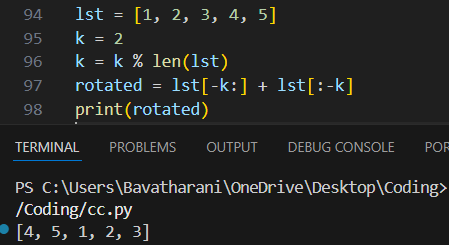 94 lst = [1, 2, 3, 4, 5]
95 k = 2
96 k = k % len(lst)
97 rotated = lst[-k:] + lst[:-k]
98 print(rotated)
TERMINAL PROBLEMS OUTPUT DEBUG CONSOLE POR
PS C:\Users\Bavatharani\OneDrive\Desktop\Coding>
/Coding/cc.py
[4, 5, 1, 2, 3]